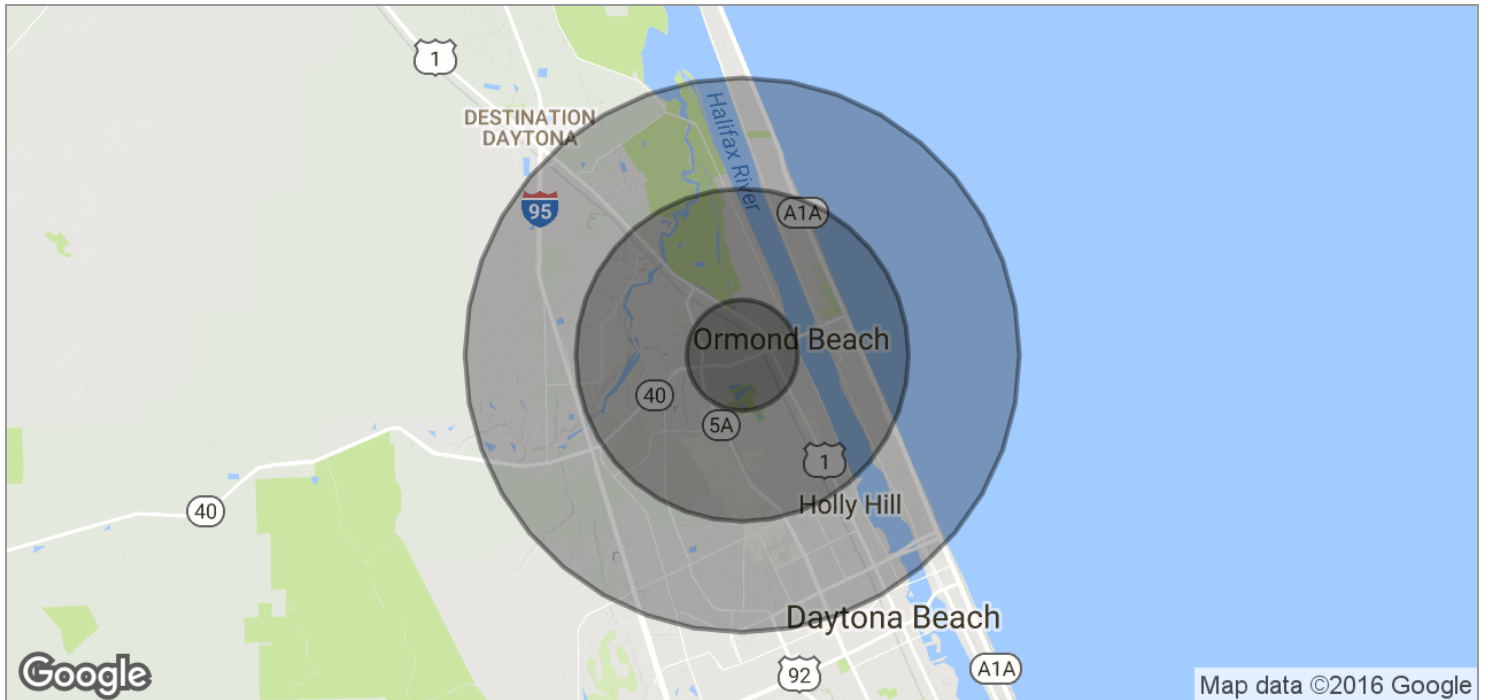 1
DESTINATION
DAYTONA
Halifax River
95
A1A
Ormond Beach
40
5A
1
Holly Hill
40
Daytona Beach
92
A1A
Google
Map data ©2016 Google